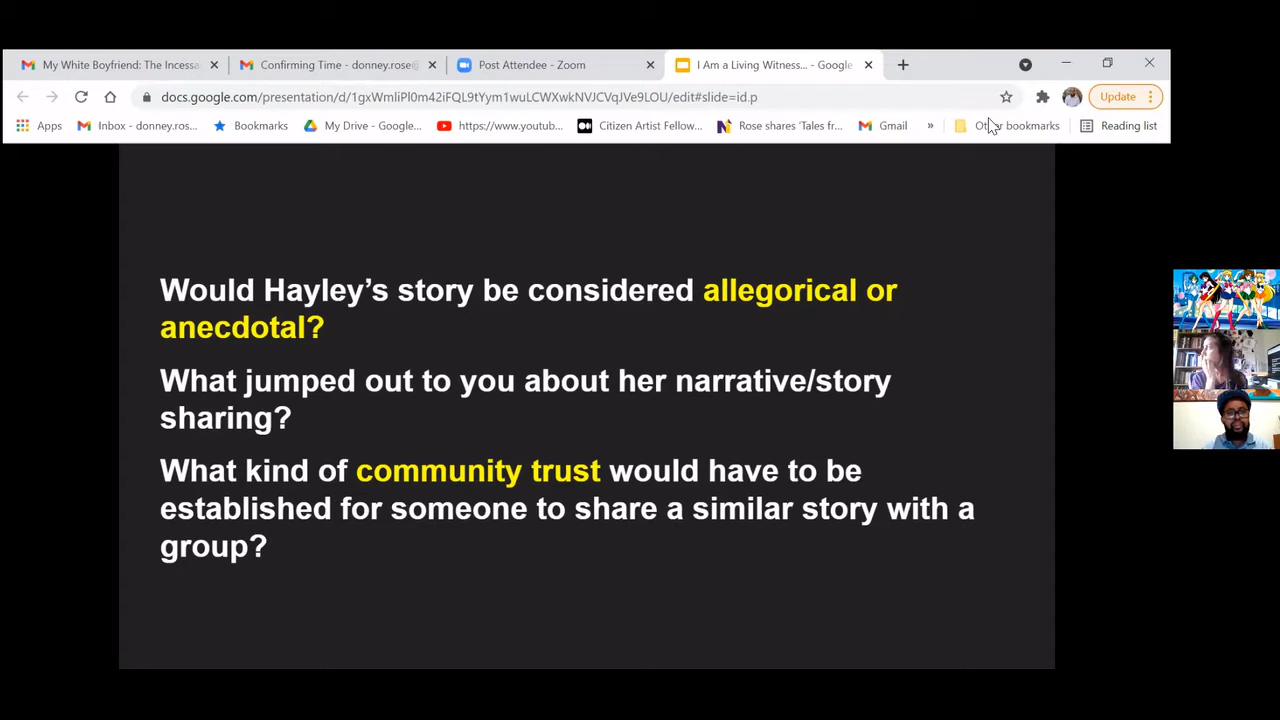 My White Boyfriend: The Incessa
Confirming Time - donney.rose@
Post Attendee - Zoom
I Am a Living Witness... - Google
docs.google.com/presentation/d/1gxWmliPl0m42iFQL9tYym1wuLCWXwkNVJCVqJVe9LOU/edit#slide=id.p
Update
Apps
Inbox - donney.ros...
Bookmarks
My Drive - Google...
https://www.youtub...
Citizen Artist Fellow...
Rose shares 'Tales fr...
Gmail
»
Other bookmarks
Reading list
Would Hayley's story be considered allegorical or
anecdotal?
What jumped out to you about her narrative/story
sharing?
What kind of community trust would have to be
established for someone to share a similar story with a
group?